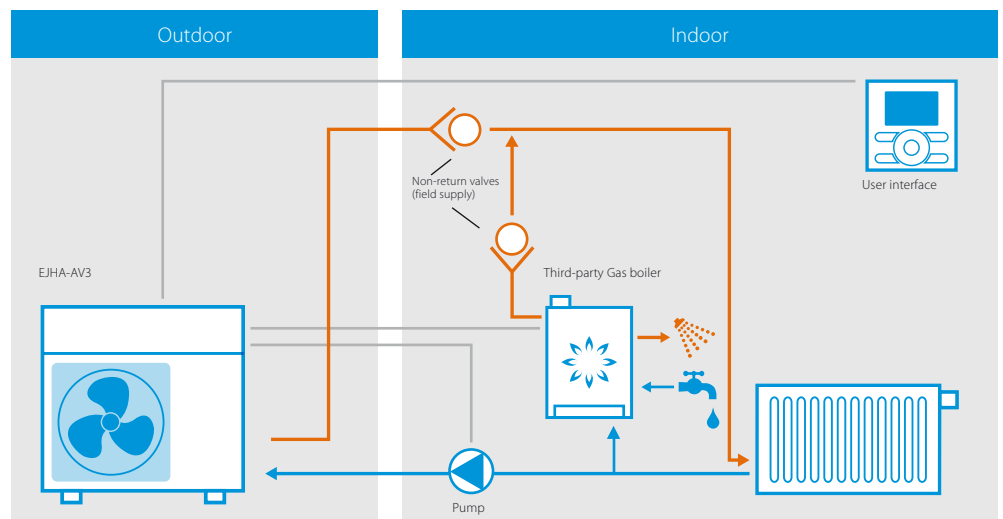 Outdoor
Indoor
Non-return valves
(field supply)
User interface
EJHA-AV3
Third-party Gas boiler
Pump